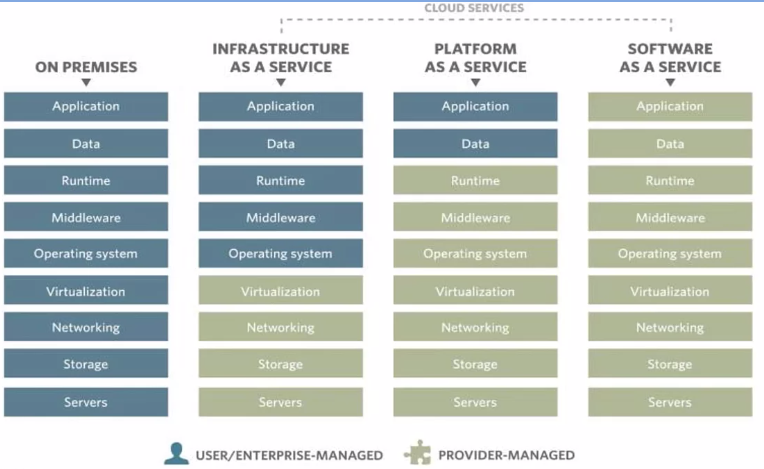 CLOUD SERVICES
ON PREMISES
INFRASTRUCTURE
AS A SERVICE
PLATFORM
AS A SERVICE
SOFTWARE
AS A SERVICE
Application
Application
Application
Application
Data
Data
Data
Data
Runtime
Runtime
Runtime
Runtime
Middleware
Middleware
Middleware
Middleware
Operating system
Operating system
Operating system
Operating system
Virtualization
Virtualization
Virtualization
Virtualization
Networking
Networking
Networking
Networking
Storage
Storage
Storage
Storage
Servers
Servers
Servers
Servers
USER/ENTERPRISE-MANAGED
PROVIDER-MANAGED